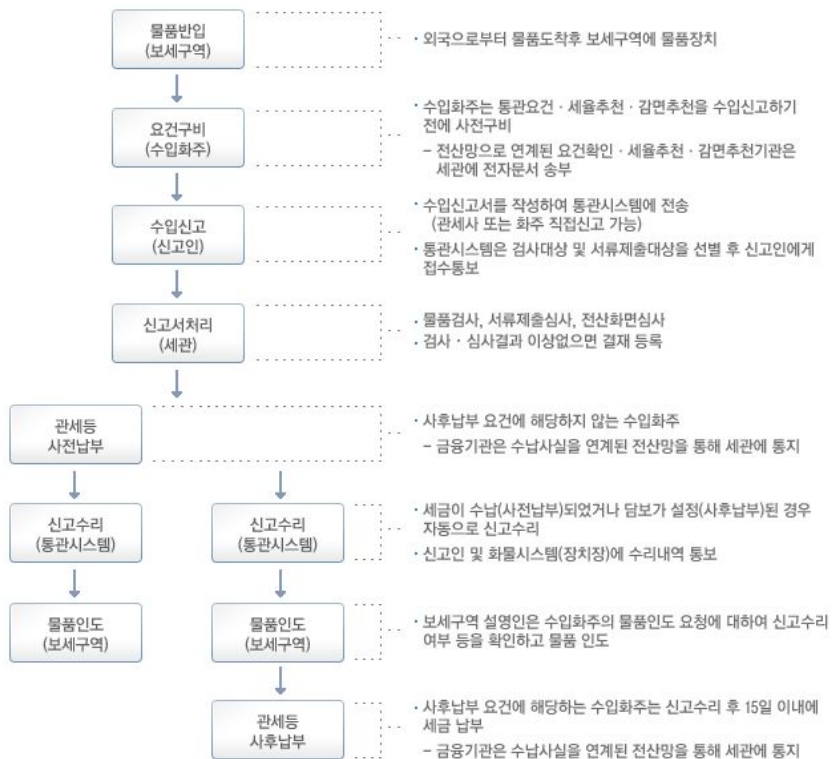 물품반입
(보세구역)
· 외국으로부터 물품도착후 보세구역에 물품장치
요건구비
(수입화주)
· 수입화주는 통관요건 · 세율추천 · 감면추천을 수입신고하기
전에 사전구비
– 전산망으로 연계된 요건확인 · 세율추천 · 감면추천기관은
세관에 전자문서 송부
수입신고
(신고인)
· 수입신고서를 작성하여 통관시스템에 전송
(관세사 또는 화주 직접신고 가능)
· 통관시스템은 검사대상 및 서류제출대상을 선별 후 신고인에게
접수통보
신고서처리
(세관)
· 물품검사, 서류제출심사, 전산화면심사
· 검사 · 심사결과 이상없으면 결재 등록
관세등
사전납부
· 사후납부 요건에 해당하지 않는 수입화주
– 금융기관은 수납사실을 연계된 전산망을 통해 세관에 통지
신고수리
(통관시스템)
신고수리
(통관시스템)
· 세금이 수납(사전납부)되었거나 담보가 설정(사후납부)된 경우
자동으로 신고수리
· 신고인 및 화물시스템(장치장)에 수리내역 통보
물품인도
(보세구역)
물품인도
(보세구역)
· 보세구역 설영인은 수입화주의 물품인도 요청에 대하여 신고수리
여부 등을 확인하고 물품 인도
관세등
사후납부
· 사후납부 요건에 해당하는 수입화주는 신고수리 후 15일 이내에
세금 납부
– 금융기관은 수납사실을 연계된 전산망을 통해 세관에 통지